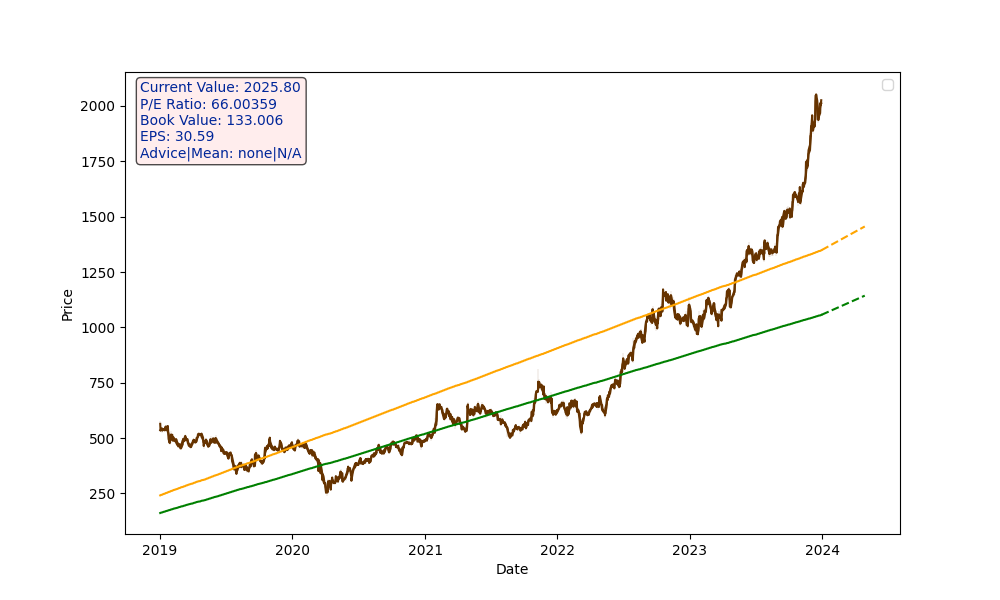 Current Value: 2025.80
P/E Ratio: 66.00359
Book Value: 133.006
EPS: 30.59
Advice|Mean: none|N/A
2000
1750
1500
1250
1000
750
500
250
Price
2019 2020 2021 2022 2023 2024
Date